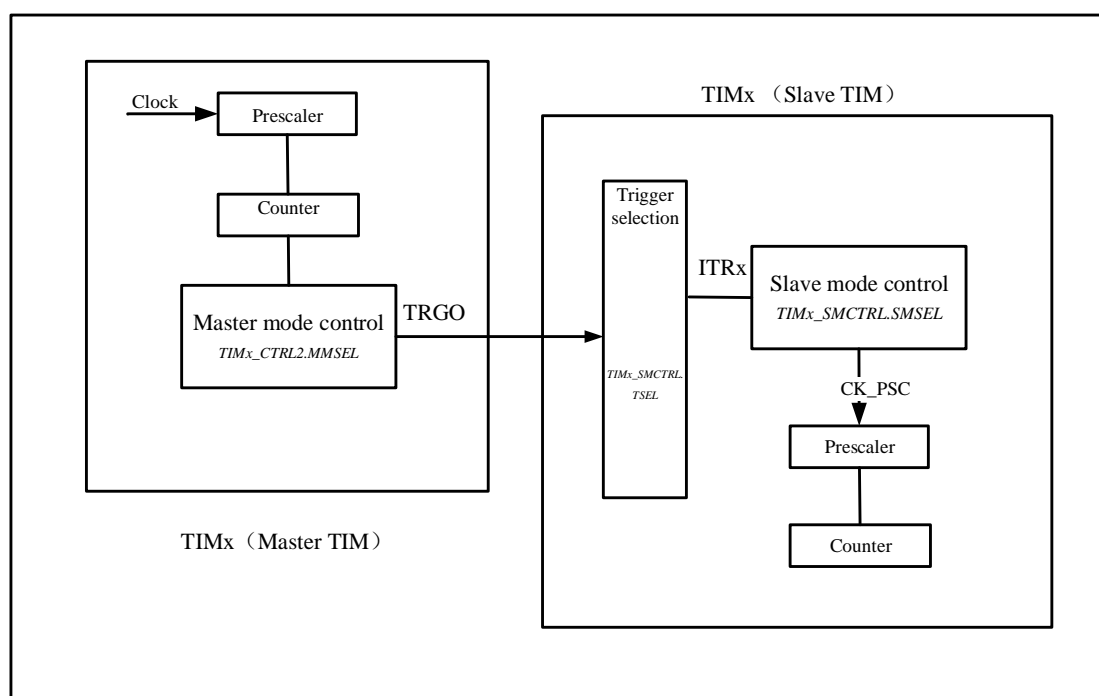 Clock
Prescaler
Counter
Master mode control
TIMx_CTRL2.MMSEL
TRGO
TIMx（Master TIM）
TIMx （Slave TIM）
Trigger
selection
TIMx_SMCTRL.
TSEL
ITRx
Slave mode control
TIMx_SMCTRL.SMSEL
CK_PSC
Prescaler
Counter